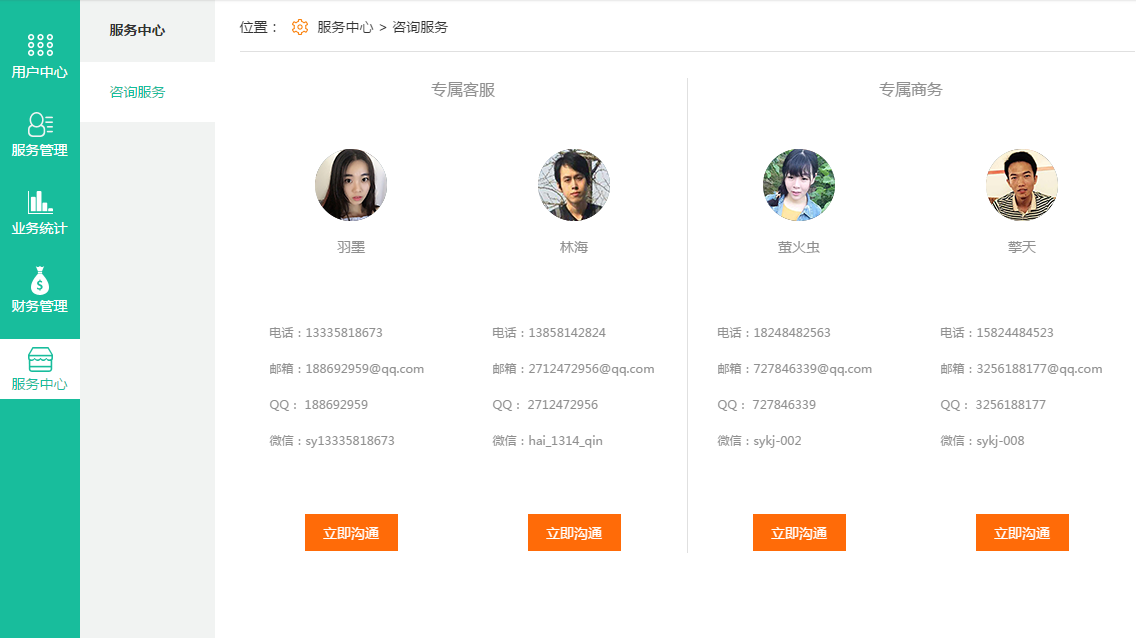 用户中心
服务管理
业务统计
财务管理
服务中心
服务中心
咨询服务
位置： 服务中心 > 咨询服务
专属客服
羽墨
电话：13335818673
邮箱：188692959@qq.com
QQ： 188692959
微信：sy13335818673
立即沟通
林海
电话：13858142824
邮箱：2712472956@qq.com
QQ： 2712472956
微信：hai_1314_qin
立即沟通
专属商务
萤火虫
电话：18248482563
邮箱：727846339@qq.com
QQ： 727846339
微信：sykj-002
立即沟通
擎天
电话：15824484523
邮箱：3256188177@qq.com
QQ： 3256188177
微信：sykj-008
立即沟通